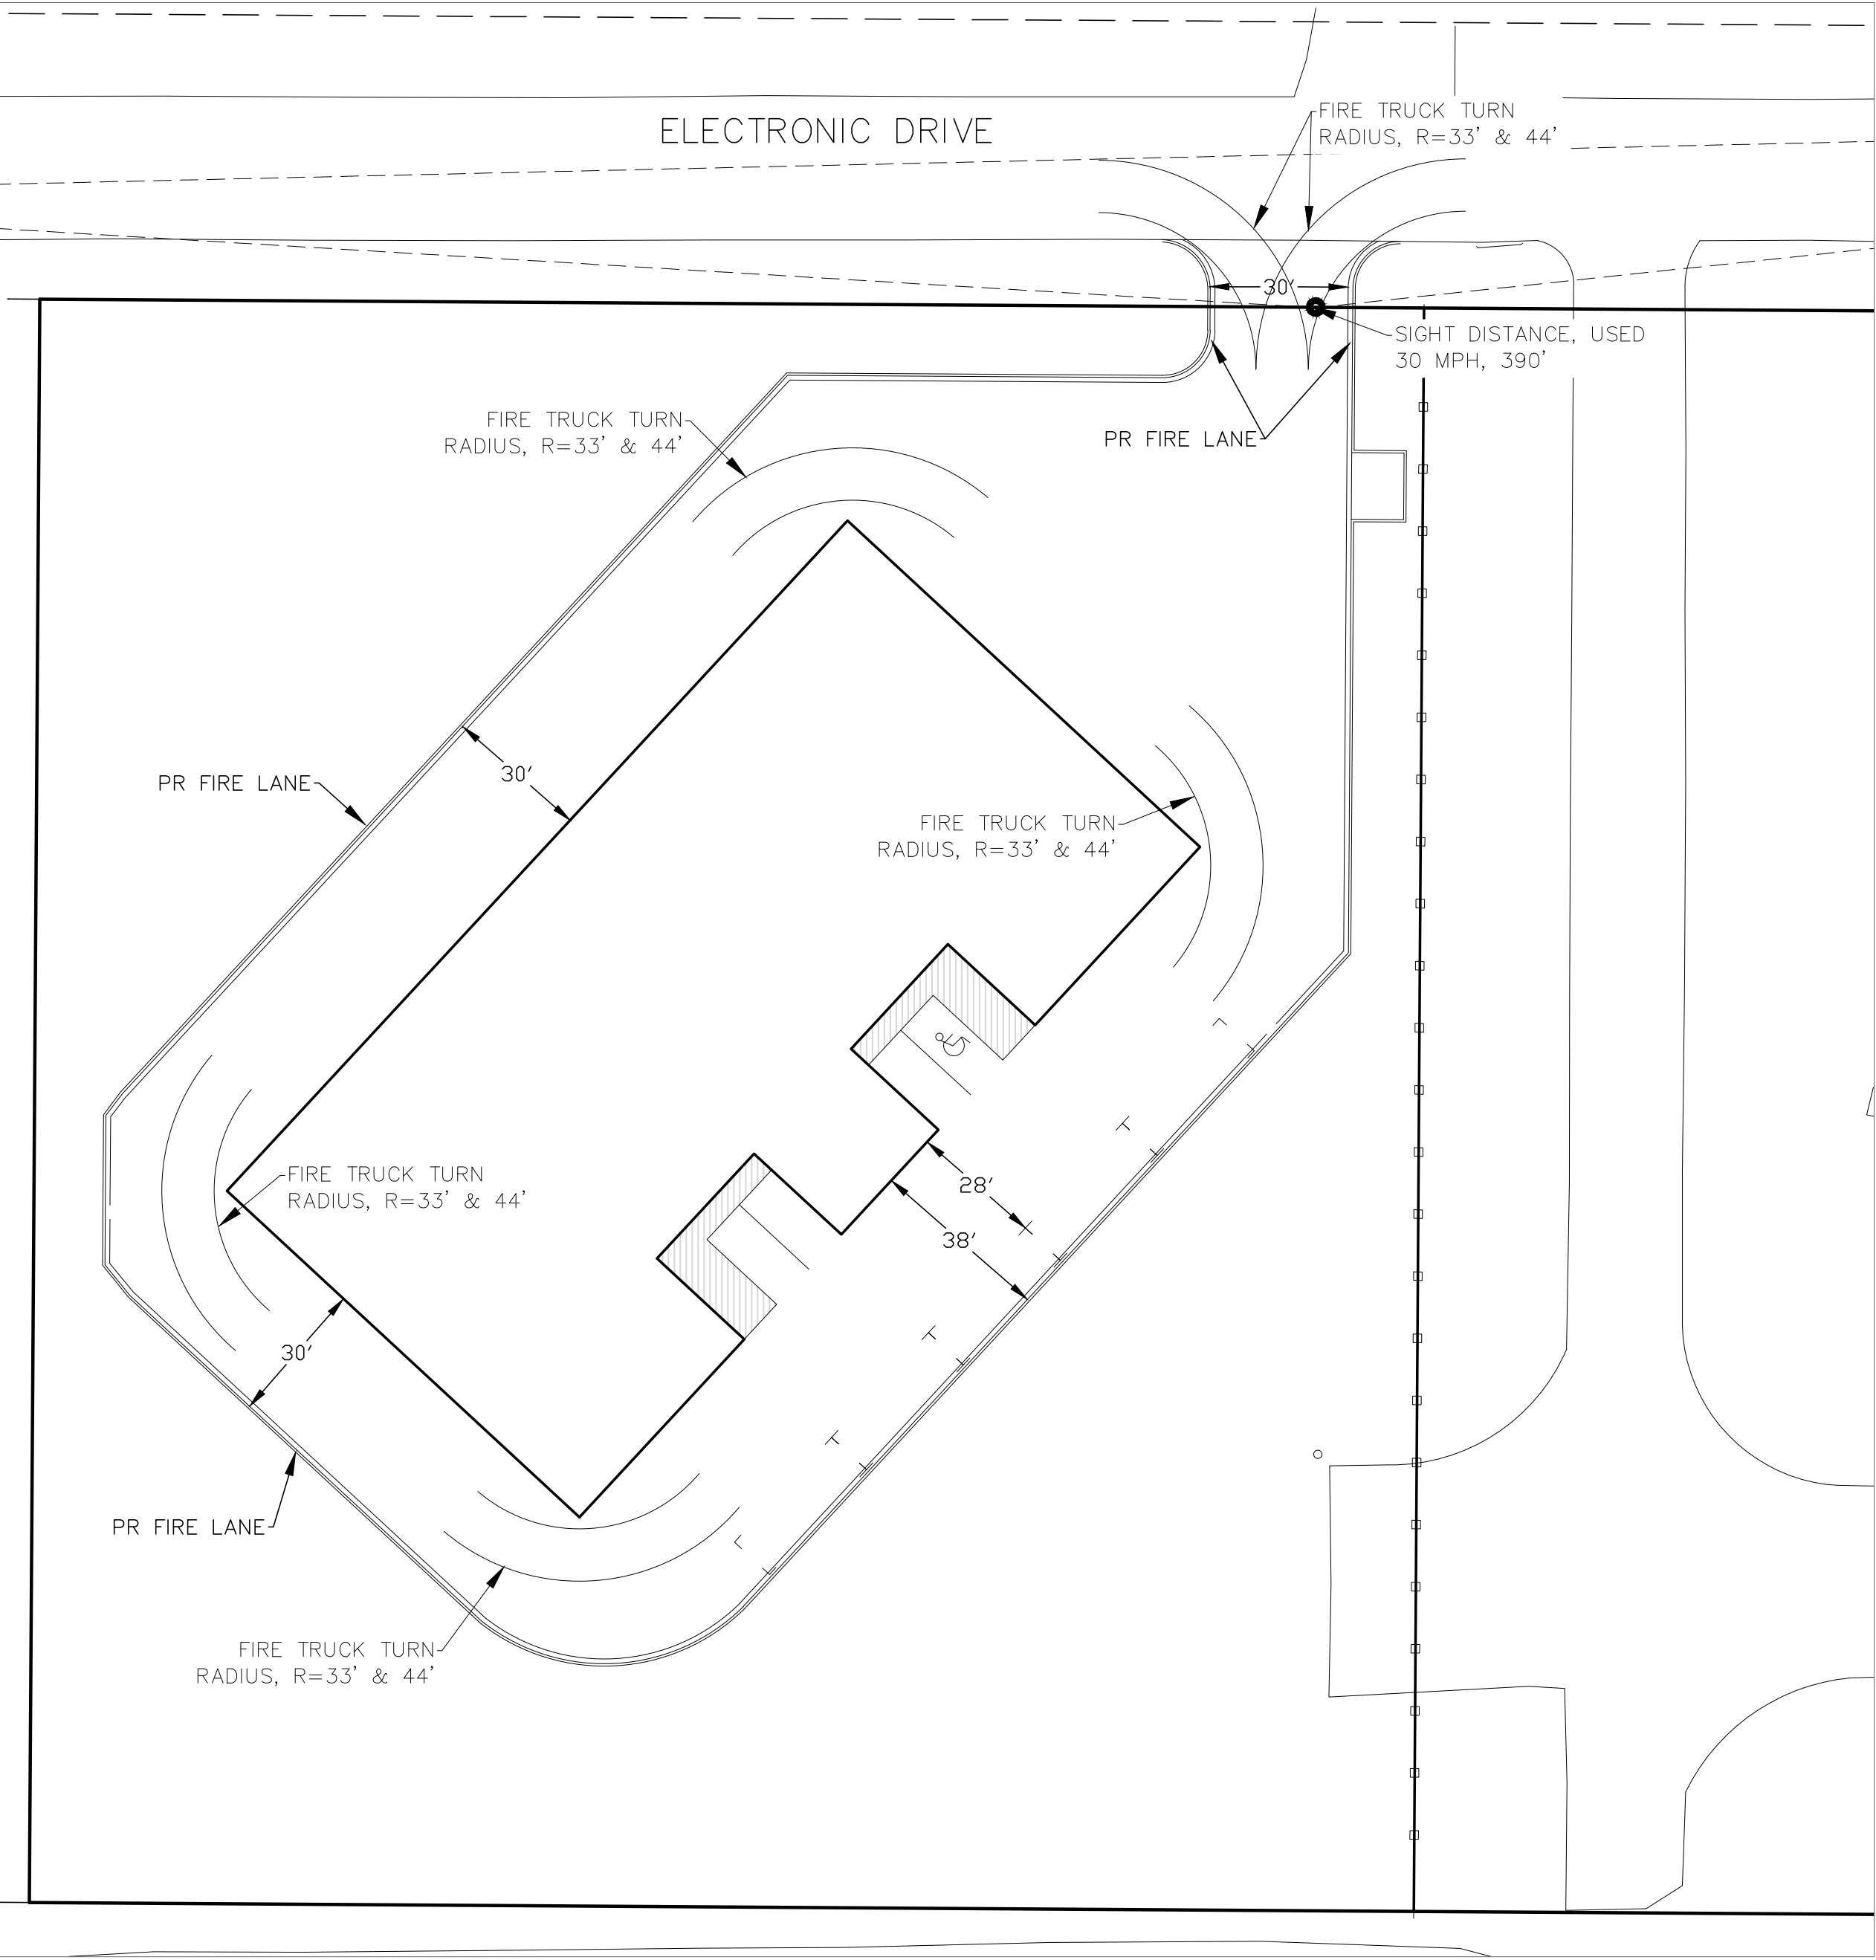 ELECTRONIC DRIVE
FIRE TRUCK TURN
RADIUS, R=33' & 44'
30'
SIGHT DISTANCE, USED
30 MPH, 390'
FIRE TRUCK TURN
RADIUS, R=33' & 44'
PR FIRE LANE
30'
PR FIRE LANE
FIRE TRUCK TURN
RADIUS, R=33' & 44'
FIRE TRUCK TURN
RADIUS, R=33' & 44'
28'
38'
30'
PR FIRE LANE
FIRE TRUCK TURN
RADIUS, R=33' & 44'